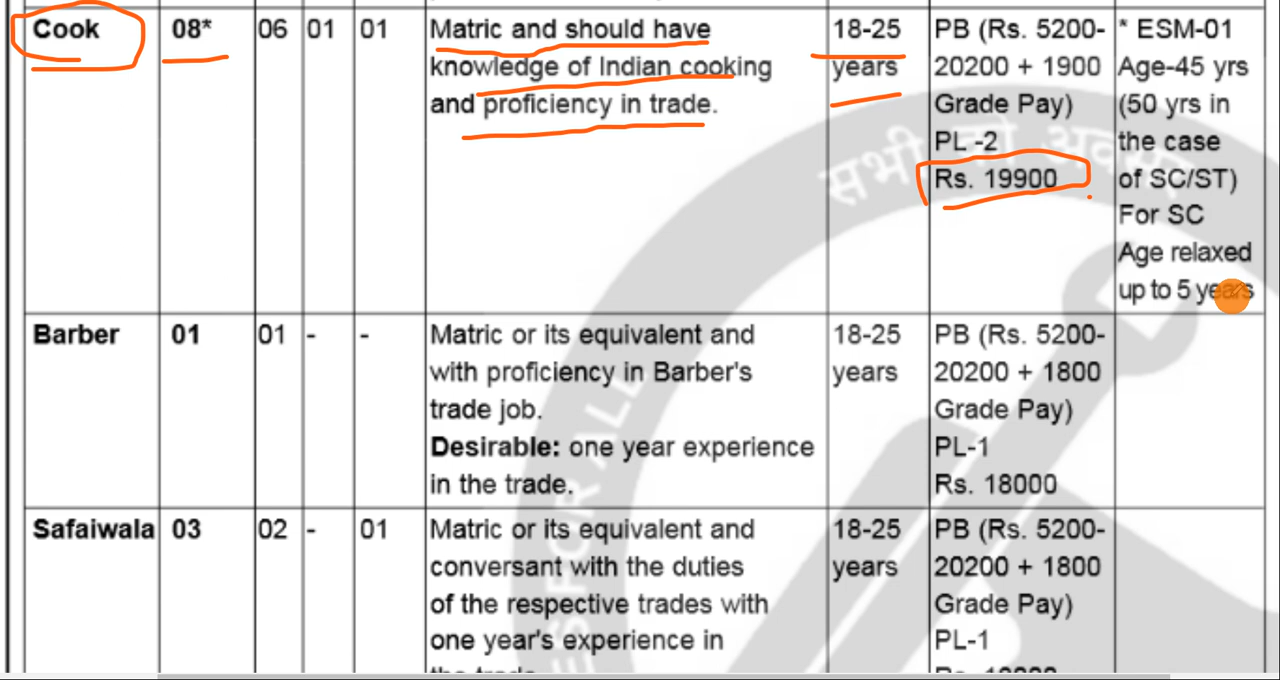 Cook 08* 06 01 01 Matric and should have 18-25 PB (Rs. 5200- * ESM-01
knowledge of Indian cooking years 20200 + 1900 Age-45 yrs
and proficiency in trade. Grade Pay) (50 yrs in
PL -2 the case
Rs. 19900 of SC/ST)
For SC
Age relaxed
up to 5 years
Barber 01 01 - - Matric or its equivalent and 18-25 PB (Rs. 5200-
with proficiency in Barber's years 20200 + 1800
trade job. Grade Pay)
Desirable: one year experience PL-1
in the trade. Rs. 18000
Safaiwala 03 02 - 01 Matric or its equivalent and 18-25 PB (Rs. 5200-
conversant with the duties years 20200 + 1800
of the respective trades with Grade Pay)
one year's experience in PL-1
सभी को
ES FOR ALL